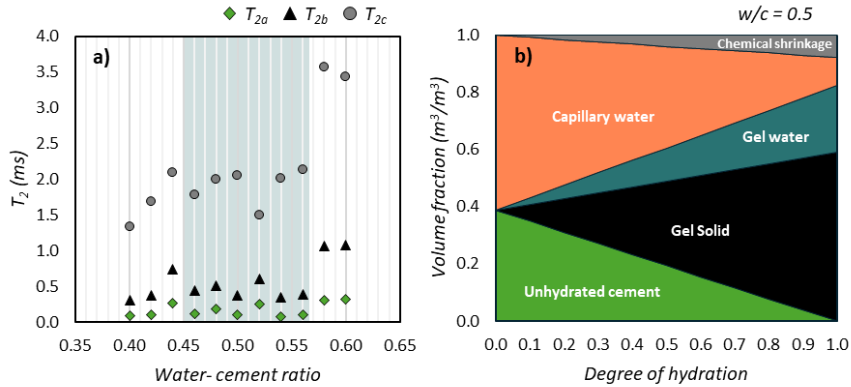 T2a T2b T2c
w/c = 0.5
a)
b)
T2 (ms)
4.0
3.5
3.0
2.5
2.0
1.5
1.0
0.5
0.0
0.35 0.40 0.45 0.50 0.55 0.60 0.65
Water- cement ratio
Volume fraction (m³/m³)
1.0
0.8
0.6
0.4
0.2
0.0
Chemical shrinkage
Capillary water
Gel water
Gel Solid
Unhydrated cement
0.0 0.1 0.2 0.3 0.4 0.5 0.6 0.7 0.8 0.9 1.0
Degree of hydration